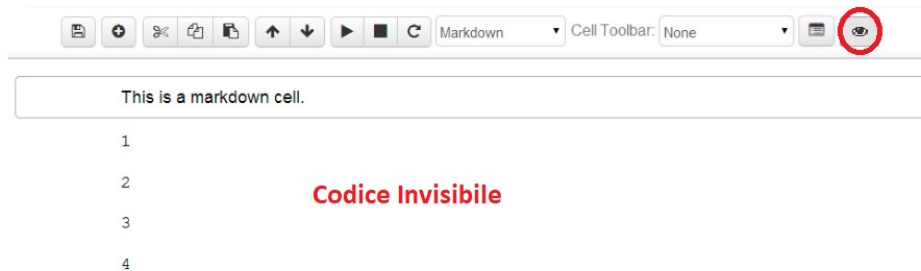 Markdown Cell Toolbar: None
This is a markdown cell.
1
2
Codice Invisibile
3
4